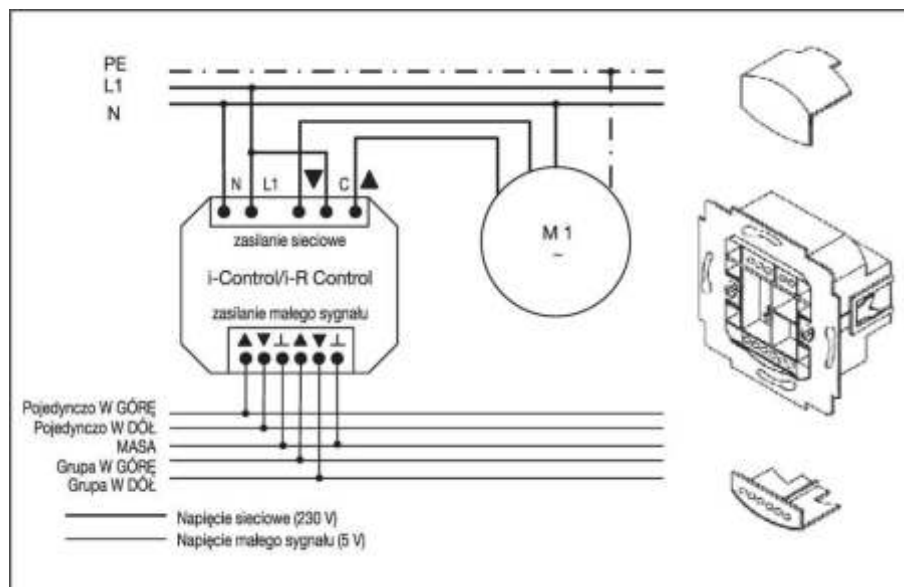 PE
L1
N
N L1 ▼ C ▲
zasilanie sieciowe
i-Control/i-R Control
zasilanie małego sygnału
▲ ▼ ⊥ ▲ ▼ ⊥
M 1
~
Pojedynczo W GÓRĘ
Pojedynczo W DÓŁ
MASA
Grupa W GÓRĘ
Grupa W DÓŁ
Napięcie sieciowe (230 V)
Napięcie małego sygnału (5 V)